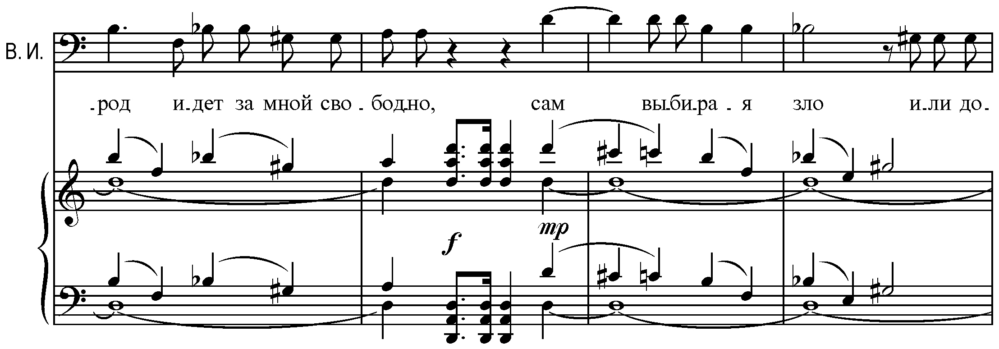 В. И.
-род и-дет за мной сво - бод-но, сам вы-би-ра - я зло и-ли до-
mp
f